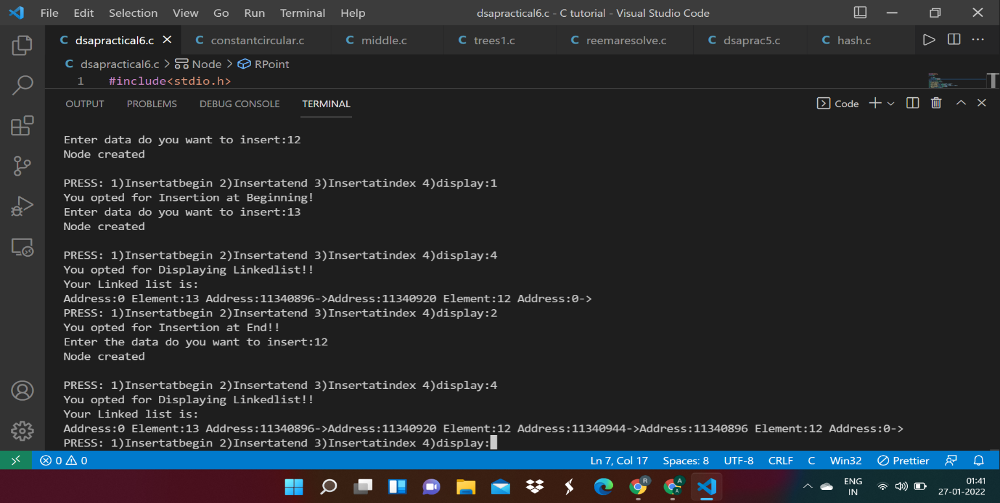 File Edit Selection View Go Run Terminal Help dsapractical6.c - C tutorial - Visual Studio Code
C dsapractical6.c C constantcircular.c C middle.c C trees1.c C reemaresolve.c C dsaprac5.c C hash.c
C dsapractical6.c > Node > RPoint
1 #include<stdio.h>
OUTPUT PROBLEMS DEBUG CONSOLE TERMINAL Code
Enter data do you want to insert:12
Node created
PRESS: 1)Insertatbegin 2)Insertatend 3)Insertatindex 4)display:1
You opted for Insertion at Beginning!
Enter data do you want to insert:13
Node created
PRESS: 1)Insertatbegin 2)Insertatend 3)Insertatindex 4)display:4
You opted for Displaying Linkedlist!!
Your Linked list is:
Address:0 Element:13 Address:11340896->Address:11340920 Element:12 Address:0->
PRESS: 1)Insertatbegin 2)Insertatend 3)Insertatindex 4)display:2
You opted for Insertion at End!!
Enter the data do you want to insert:12
Node created
PRESS: 1)Insertatbegin 2)Insertatend 3)Insertatindex 4)display:4
You opted for Displaying Linkedlist!!
Your Linked list is:
Address:0 Element:13 Address:11340896->Address:11340920 Element:12 Address:11340944->Address:11340896 Element:12 Address:0->
PRESS: 1)Insertatbegin 2)Insertatend 3)Insertatindex 4)display:
0 0 Ln 7, Col 17 Spaces: 8 UTF-8 CRLF C Win32 Prettier
R A A ENG 01:41
IN 27-01-2022